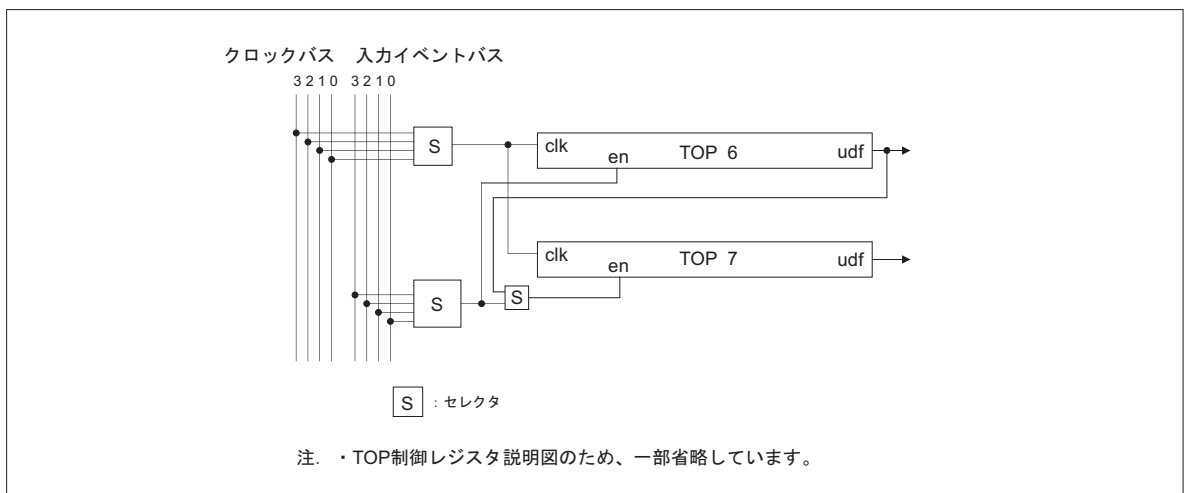 クロックバス 入力イベントバス
3 2 1 0 3 2 1 0
S
clk
en
TOP 6
udf
clk
en
TOP 7
udf
S
S
S : セレクタ
注. ・TOP制御レジスタ説明図のため、一部省略しています。